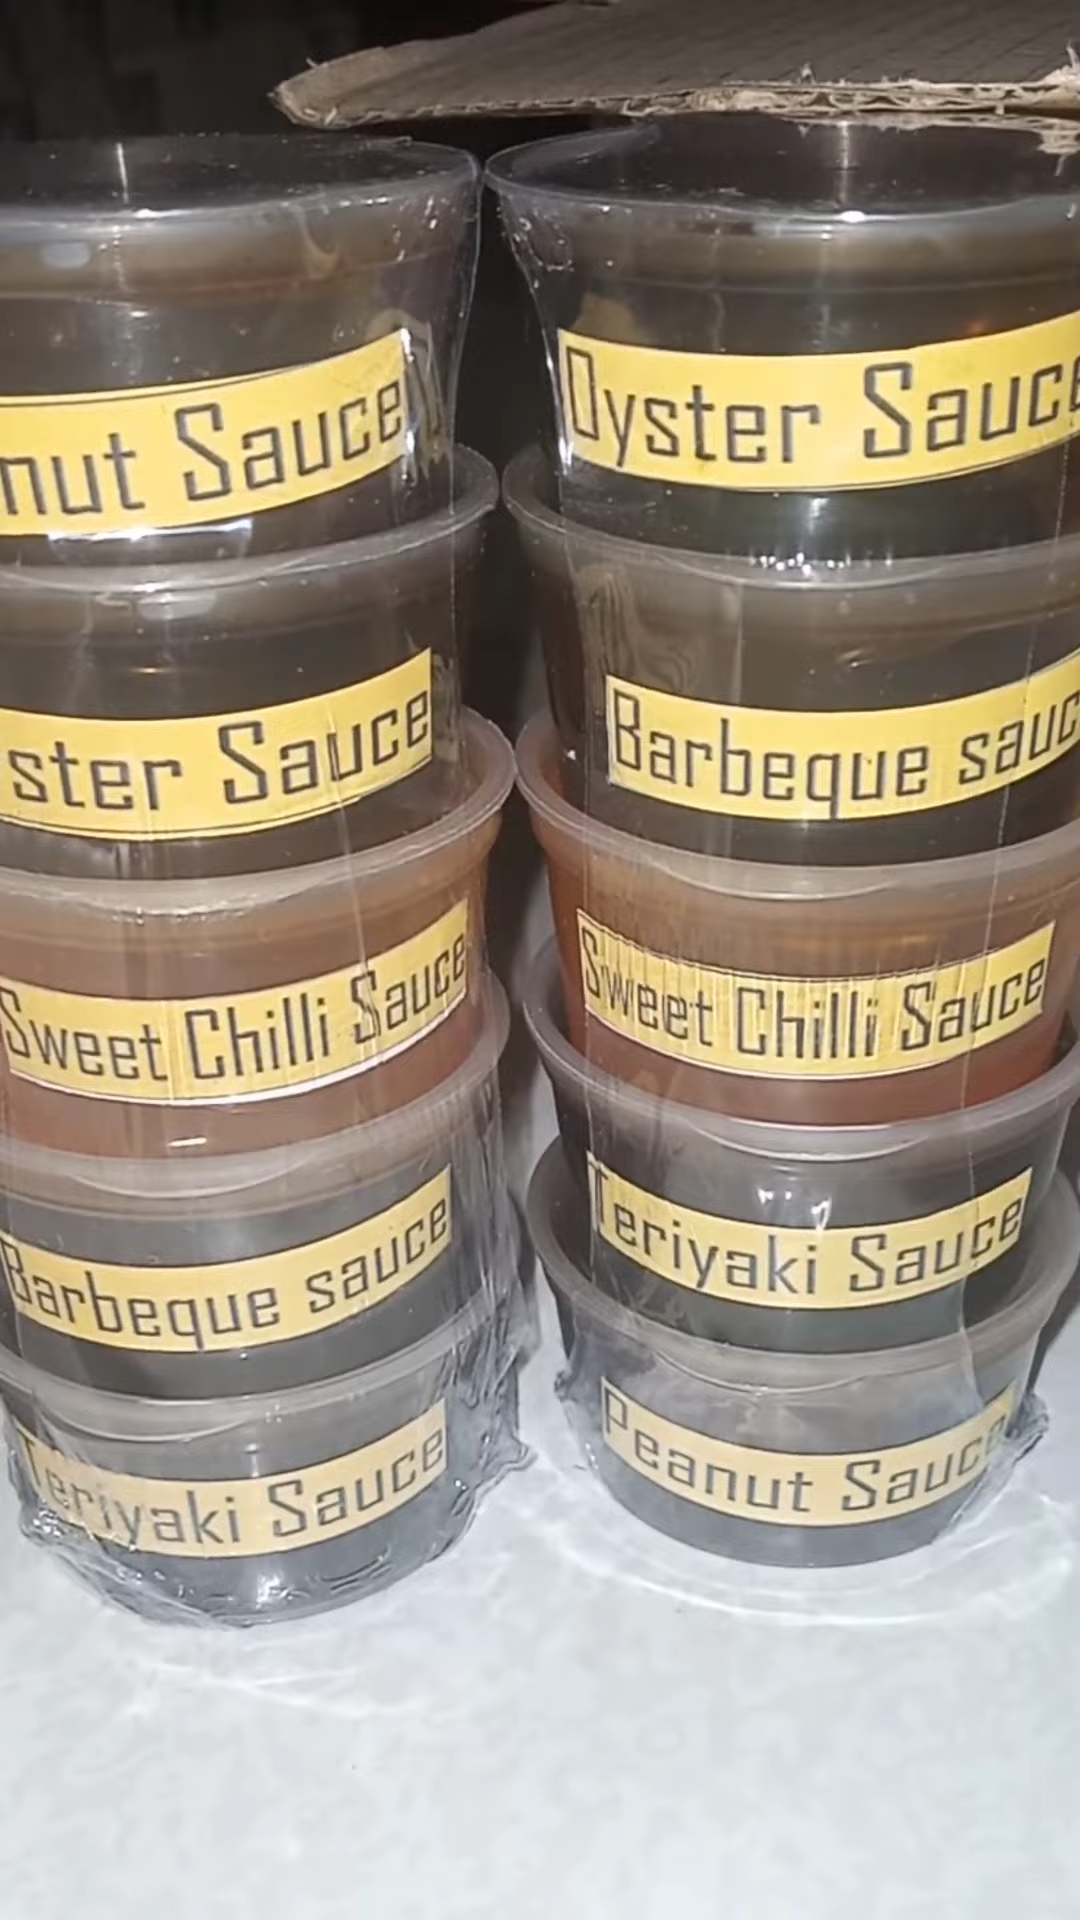 nut Sauce
ster Sauce
Sweet Chilli Sauce
Barbeque sauce
Teriyaki Sauce
Oyster Sauce
Barbeque sauc
Sweet Chilli Sauce
Teriyaki Sauce
Peanut Sauce